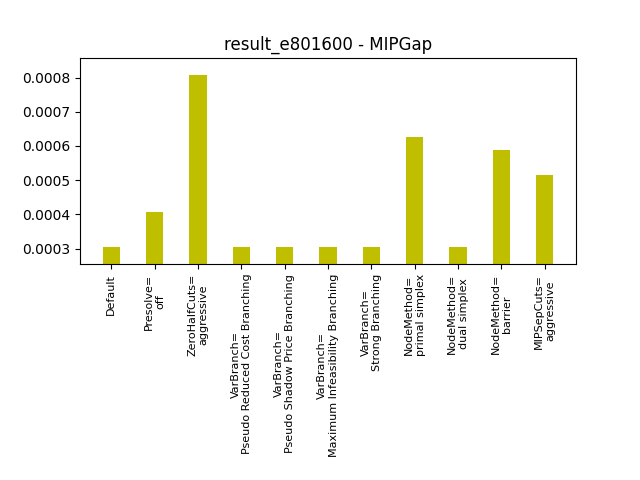 result_e801600 - MIPGap
0.0008
0.0007
0.0006
0.0005
0.0004
0.0003
Default
Presolve=
off
ZeroHalfCuts=
aggressive
VarBranch=
Pseudo Reduced Cost Branching
VarBranch=
Pseudo Shadow Price Branching
VarBranch=
Maximum Infeasibility Branching
VarBranch=
Strong Branching
NodeMethod=
primal simplex
NodeMethod=
dual simplex
NodeMethod=
barrier
MIPSepCuts=
aggressive